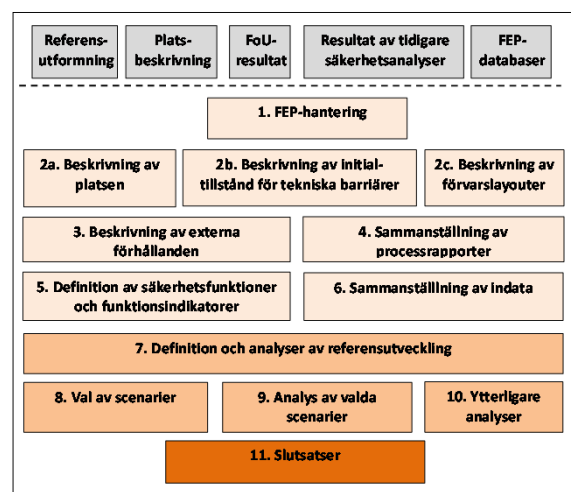 Referens-
utformning
Plats-
beskrivning
FoU-
resultat
Resultat av tidigare
säkerhetsanalyser
FEP-
databaser
1. FEP-hantering
2a. Beskrivning av
platsen
2b. Beskrivning av initial-
tillstånd för tekniska barriärer
2c. Beskrivning av
förvarslayouter
3. Beskrivning av externa
förhållanden
4. Sammanställning av
processrapporter
5. Definition av säkerhetsfunktioner
och funktionsindikatorer
6. Sammanställlning av indata
7. Definition och analyser av referensutveckling
8. Val av scenarier
9. Analys av valda
scenarier
10. Ytterligare
analyser
11. Slutsatser